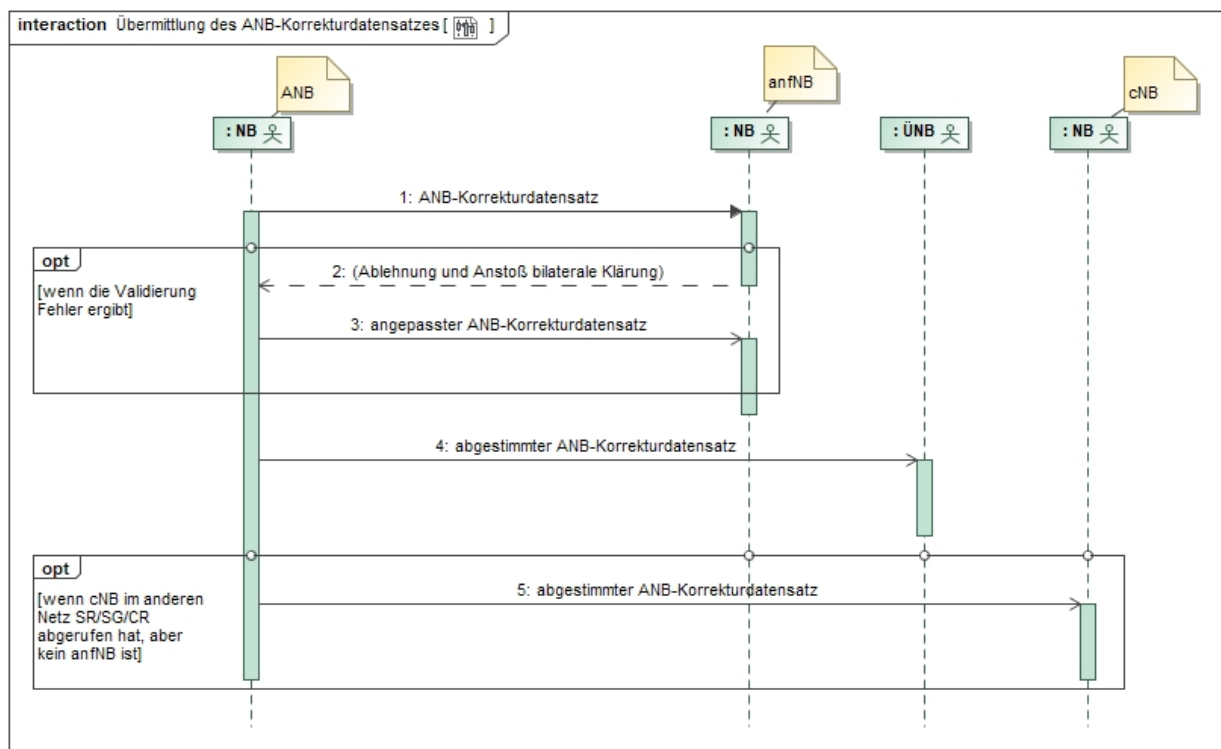 interaction Übermittlung des ANB-Korrekturdatensatzes [ ]
ANB
anfNB
cNB
: NB
: NB
: ÜNB
: NB
1: ANB-Korrekturdatensatz
opt
[wenn die Validierung
Fehler ergibt]
2: (Ablehnung und Anstoß bilaterale Klärung)
3: angepasster ANB-Korrekturdatensatz
4: abgestimmter ANB-Korrekturdatensatz
opt
[wenn cNB im anderen
Netz SR/SG/CR
abgerufen hat, aber
kein anfNB ist]
5: abgestimmter ANB-Korrekturdatensatz